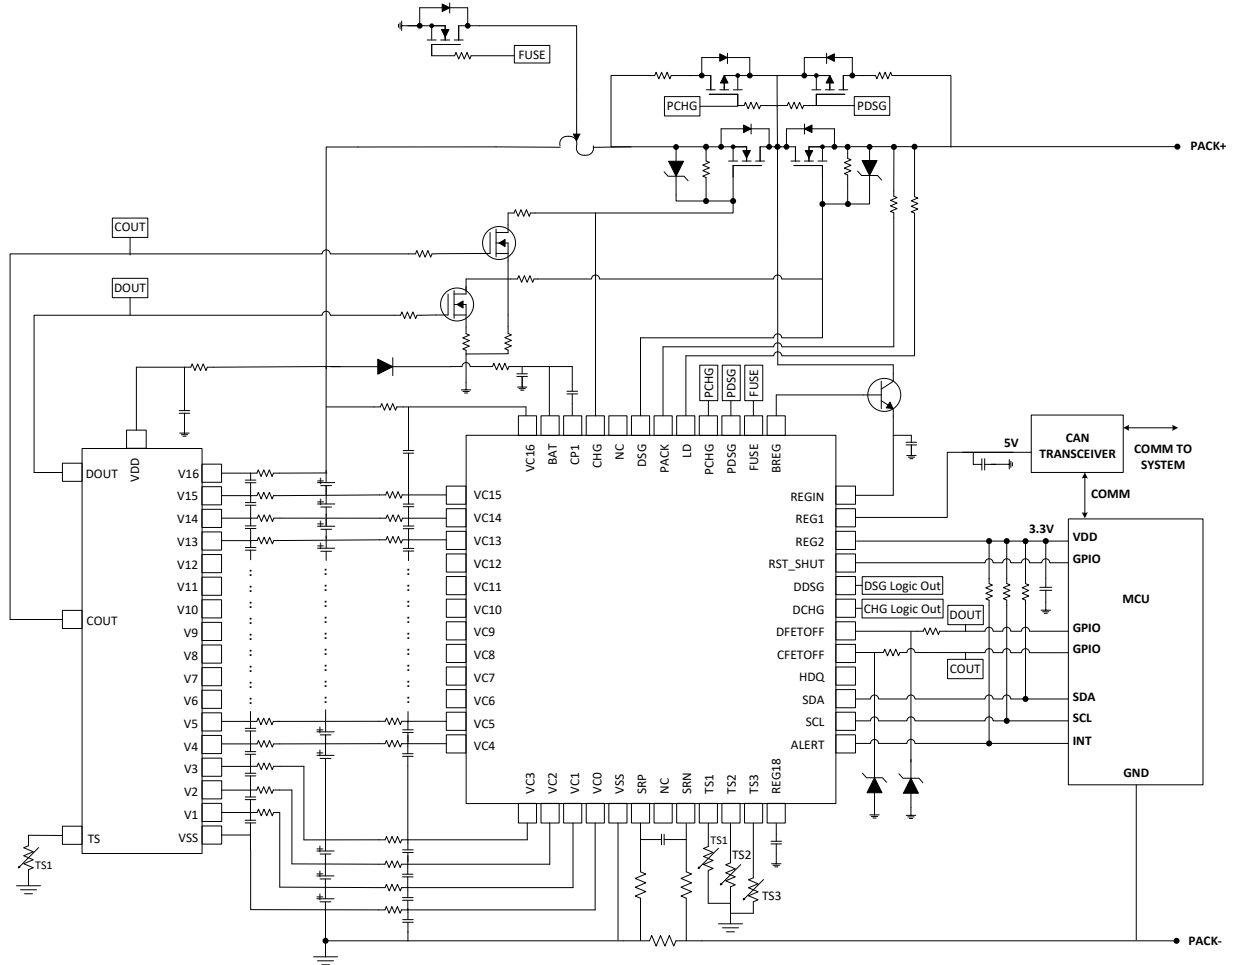 FUSE
PCHG
PDSG
PACK+
COUT
DOUT
PCHG
PDSG
FUSE
VDD
DOUT
COUT
TS
V16
V15
V14
V13
V12
V11
V10
V9
V8
V7
V6
V5
V4
V3
V2
V1
VSS
TS1
VC16
BAT
CP1
CHG
NC
DSG
PACK
LD
PCHG
PDSG
FUSE
BREG
VC15
VC14
VC13
VC12
VC11
VC10
VC9
VC8
VC7
VC6
VC5
VC4
REGIN
REG1
REG2
RST_SHUT
DDSG
DCHG
DFETOFF
CFETOFF
HDQ
SDA
SCL
ALERT
VC3
VC2
VC1
VC0
VSS
SRP
NC
SRN
TS1
TS2
TS3
REG18
TS1
TS2
TS3
DSG Logic Out
CHG Logic Out
DOUT
COUT
5V
CAN
TRANSCEIVER
COMM TO
SYSTEM
COMM
3.3V
VDD
GPIO
MCU
GPIO
GPIO
SDA
SCL
INT
GND
PACK-